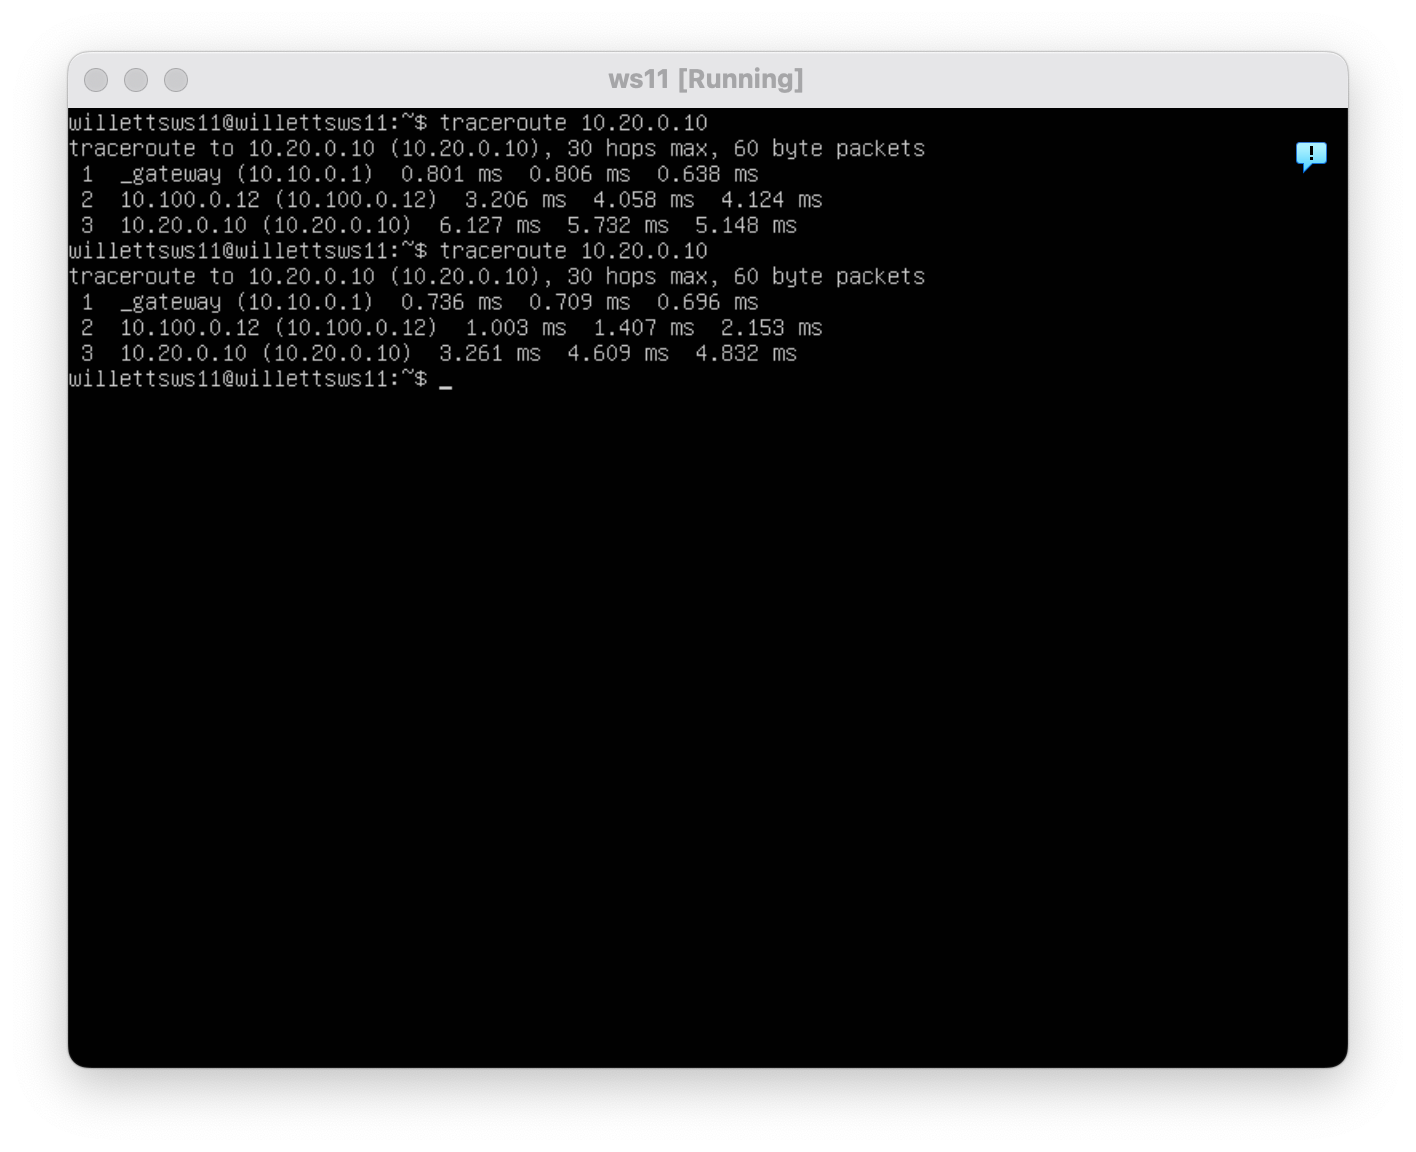 ws11 [Running]
willettsws11@willettsws11:~$ traceroute 10.20.0.10
traceroute to 10.20.0.10 (10.20.0.10), 30 hops max, 60 byte packets
 1  _gateway (10.10.0.1)  0.801 ms  0.806 ms  0.638 ms
 2  10.100.0.12 (10.100.0.12)  3.206 ms  4.058 ms  4.124 ms
 3  10.20.0.10 (10.20.0.10)  6.127 ms  5.732 ms  5.148 ms
willettsws11@willettsws11:~$ traceroute 10.20.0.10
traceroute to 10.20.0.10 (10.20.0.10), 30 hops max, 60 byte packets
 1  _gateway (10.10.0.1)  0.736 ms  0.709 ms  0.696 ms
 2  10.100.0.12 (10.100.0.12)  1.003 ms  1.407 ms  2.153 ms
 3  10.20.0.10 (10.20.0.10)  3.261 ms  4.609 ms  4.832 ms
willettsws11@willettsws11:~$ _